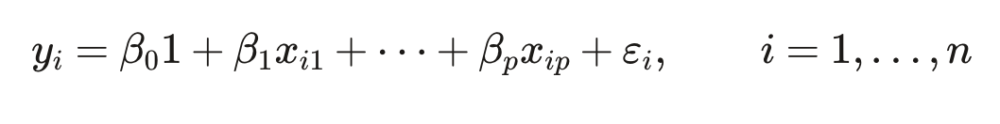 yᵢ = β₀1 + β₁xᵢ₁ + ··· + βₚxᵢₚ + εᵢ, i = 1, . . . , n